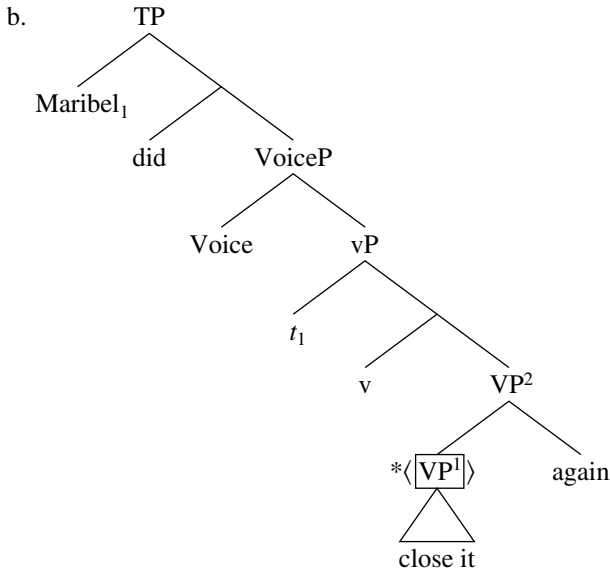 b. TP
Maribel₁
did VoiceP
Voice vP
t₁
v VP²
*⟨ VP¹ ⟩ again
close it